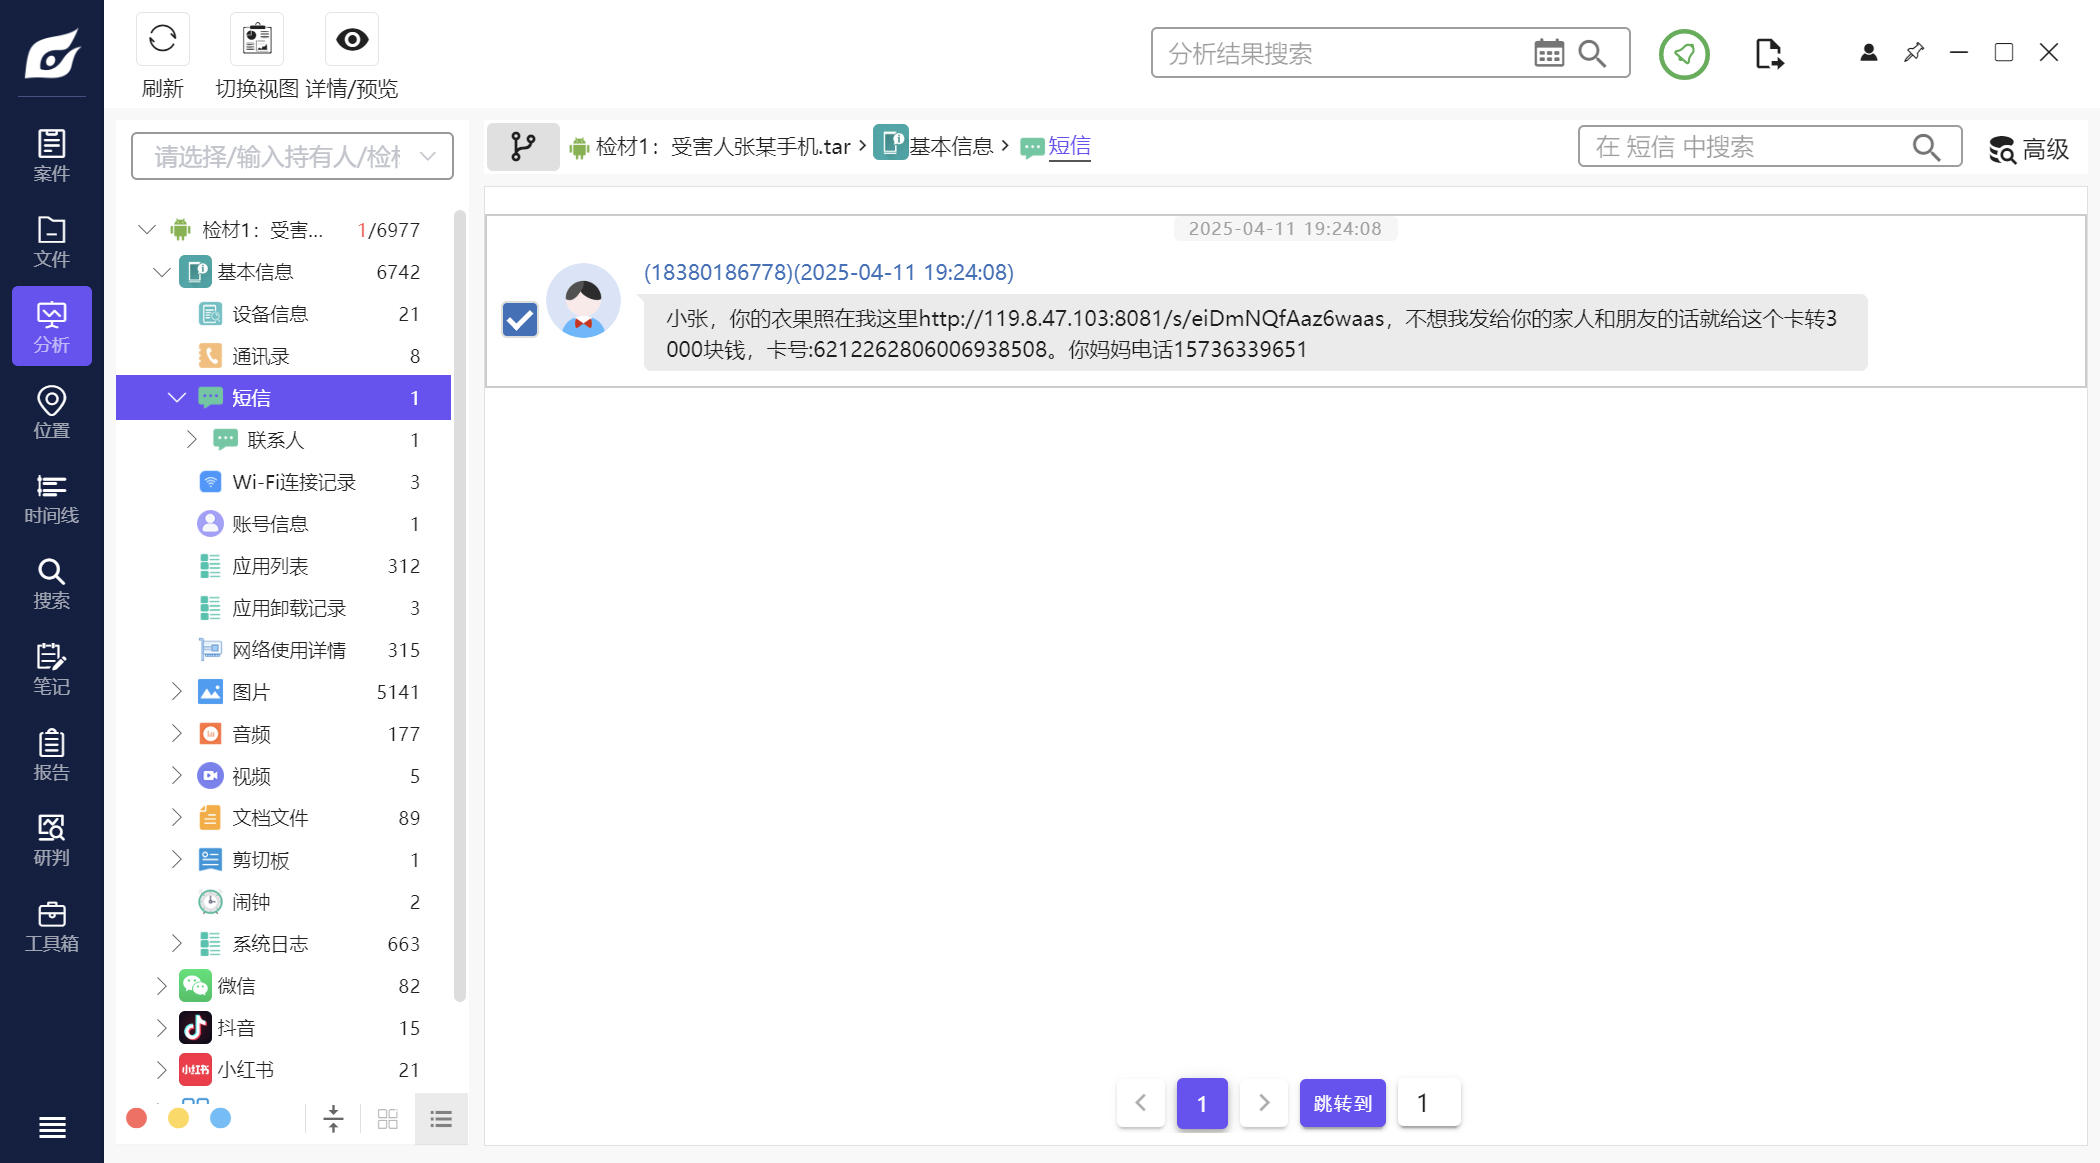 刷新
切换视图
详情/预览
分析结果搜索
案件
文件
分析
位置
时间线
搜索
笔记
报告
研判
工具箱
请选择/输入持有人/检
检材1：受害... 1/6977
基本信息 6742
设备信息 21
通讯录 8
短信 1
联系人 1
Wi-Fi连接记录 3
账号信息 1
应用列表 312
应用卸载记录 3
网络使用详情 315
图片 5141
音频 177
视频 5
文档文件 89
剪切板 1
闹钟 2
系统日志 663
微信 82
抖音 15
小红书 小红书 21
检材1：受害人张某手机.tar › 基本信息 › 短信
在 短信 中搜索
高级
2025-04-11 19:24:08
(18380186778)(2025-04-11 19:24:08)
小张，你的衣果照在我这里http://119.8.47.103:8081/s/eiDmNQfAaz6waas，不想我发给你的家人和朋友的话就给这个卡转3
000块钱，卡号:6212262806006938508。你妈妈电话15736339651
1
跳转到
1